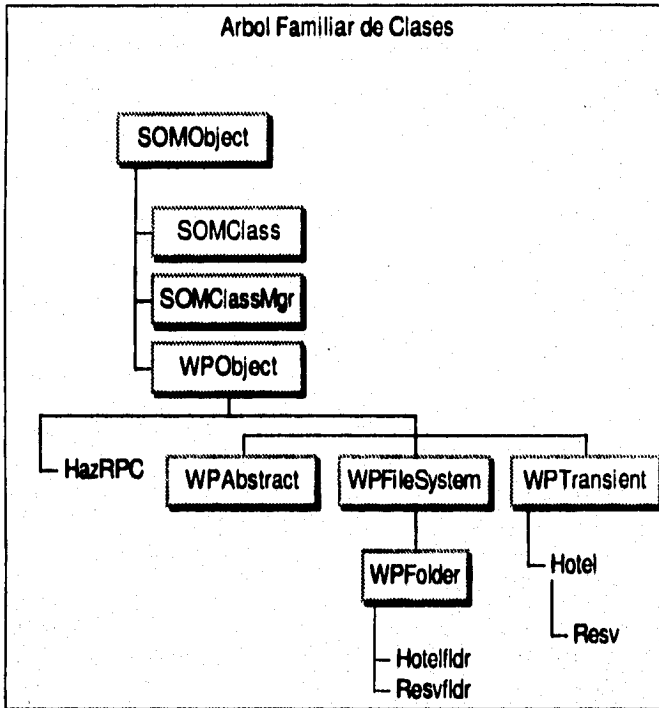 Arbol Familiar de Clases
SOMObject
SOMClass
SOMClassMgr
WPObject
HazRPC
WPAbstract
WPFileSystem
WPTransient
WPFolder
Hotel
Resv
Hotelfldr
Resvfldr